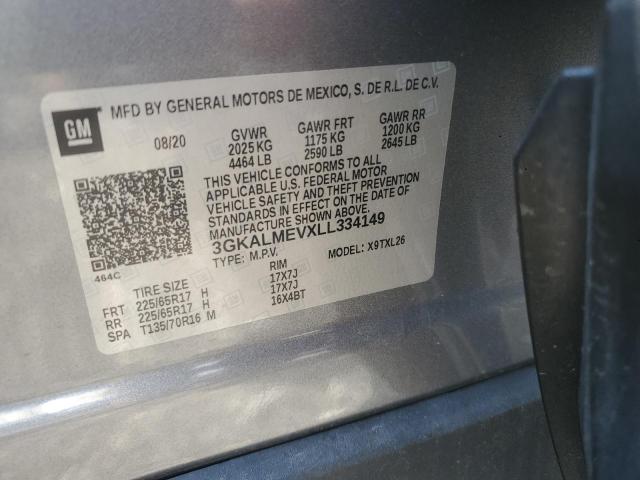 GM
MFD BY GENERAL MOTORS DE MEXICO, S. DE R.L. DE C.V.
08/20 GVWR GAWR FRT GAWR RR
2025 KG 1175 KG 1200 KG
4464 LB 2590 LB 2645 LB
THIS VEHICLE CONFORMS TO ALL
APPLICABLE U.S. FEDERAL MOTOR
VEHICLE SAFETY AND THEFT PREVENTION
STANDARDS IN EFFECT ON THE DATE OF
MANUFACTURE SHOWN ABOVE.
3GKALMEVXLL334149
464C
TYPE: M.P.V. MODEL: X9TXL26
TIRE SIZE RIM
FRT 225/65R17 H 17X7J
RR 225/65R17 H 17X7J
SPA T135/70R16 M 16X4BT